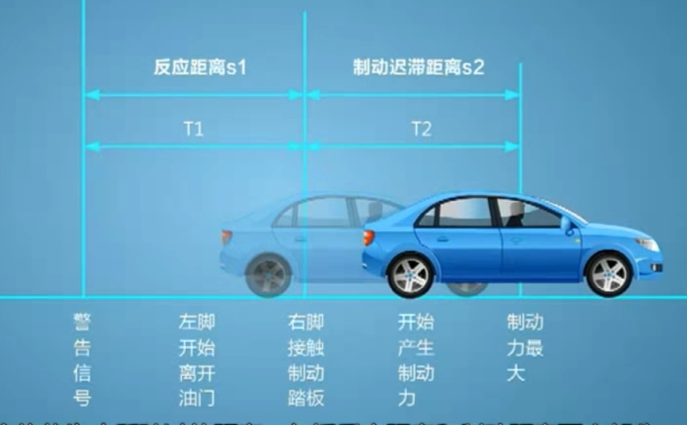 反应距离s1
制动迟滞距离s2
T1
T2
警告信号
左脚开始离开油门
右脚接触制动踏板
开始产生制动力
制动力最大